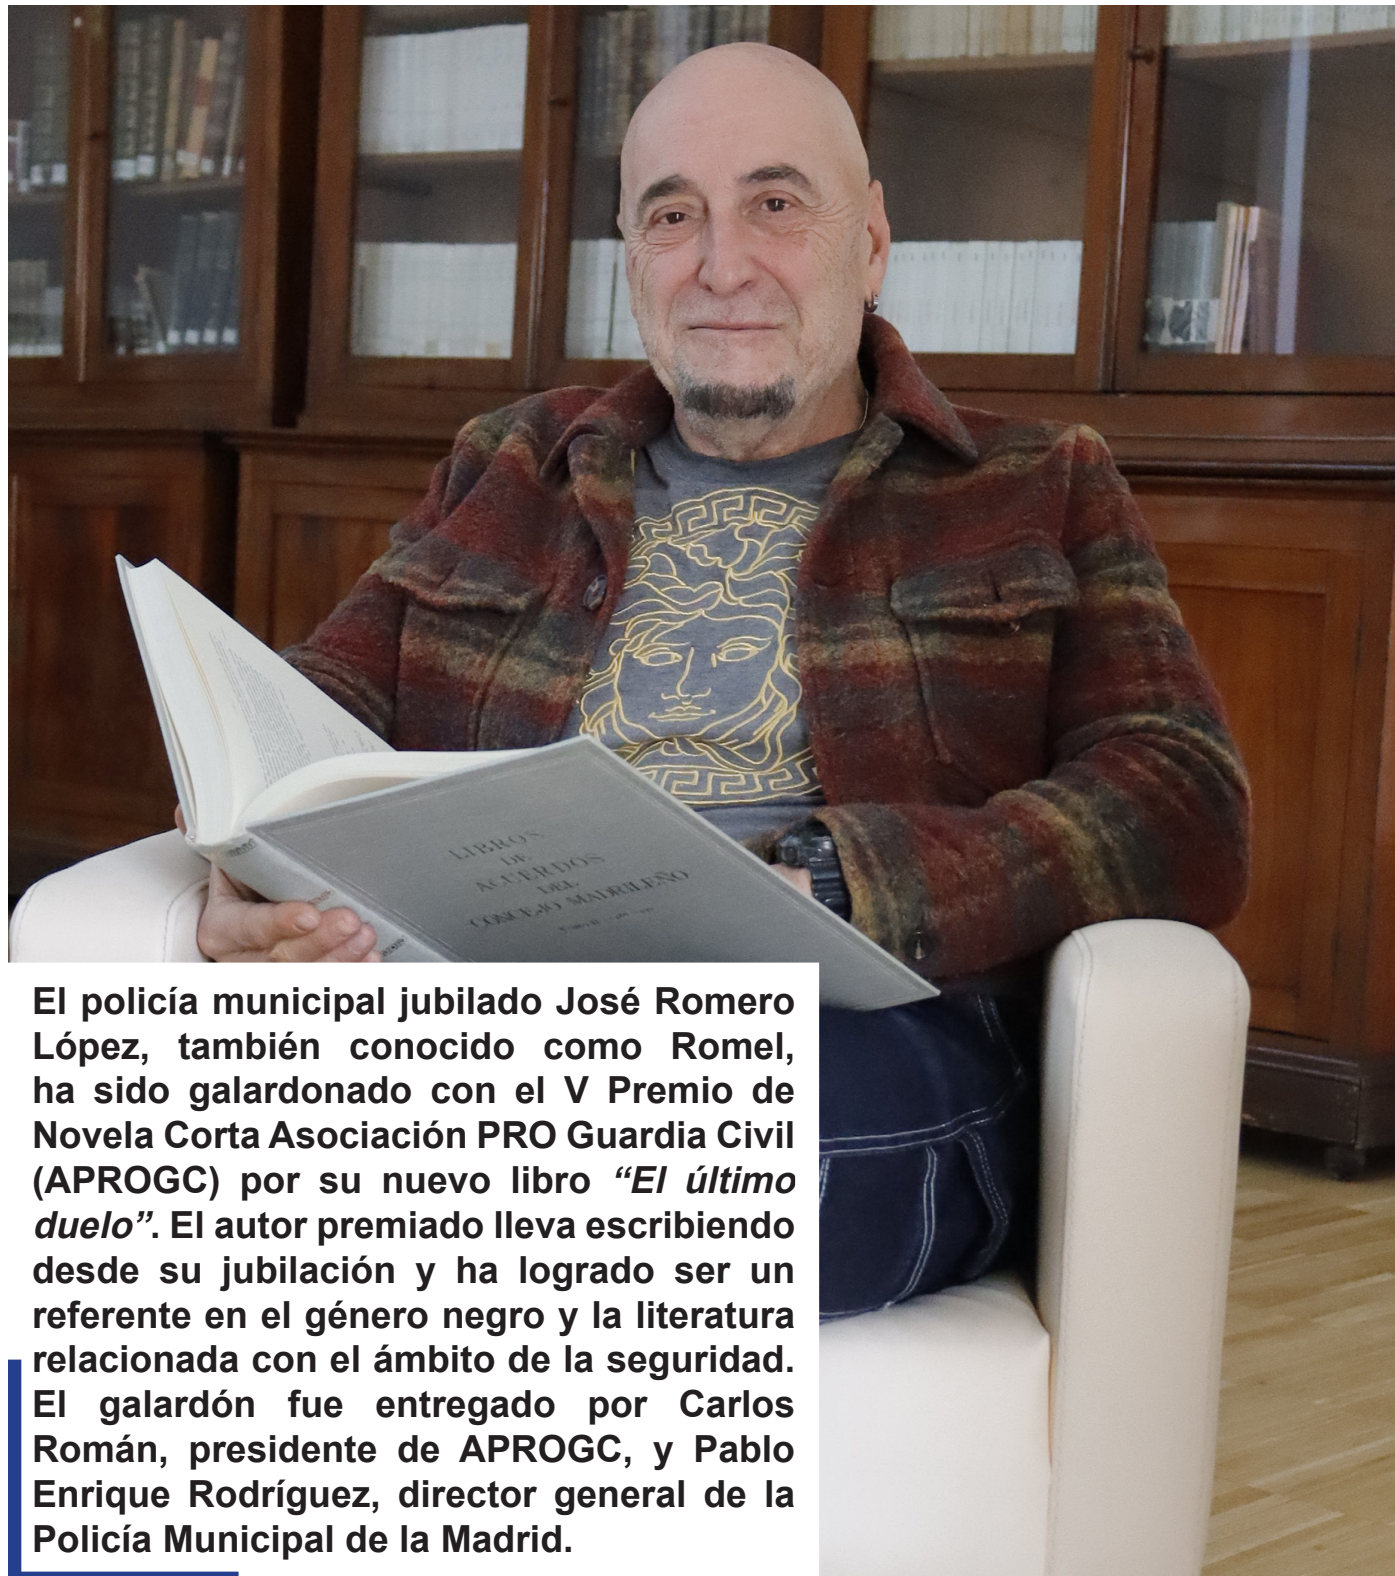 LIBROS
DE
ACUERDOS
DEL
CONCEJO MADRILEÑO
El policía municipal jubilado José Romero
López, también conocido como Romel,
ha sido galardonado con el V Premio de
Novela Corta Asociación PRO Guardia Civil
(APROGC) por su nuevo libro “El último
duelo”. El autor premiado lleva escribiendo
desde su jubilación y ha logrado ser un
referente en el género negro y la literatura
relacionada con el ámbito de la seguridad.
El galardón fue entregado por Carlos
Román, presidente de APROGC, y Pablo
Enrique Rodríguez, director general de la
Policía Municipal de la Madrid.